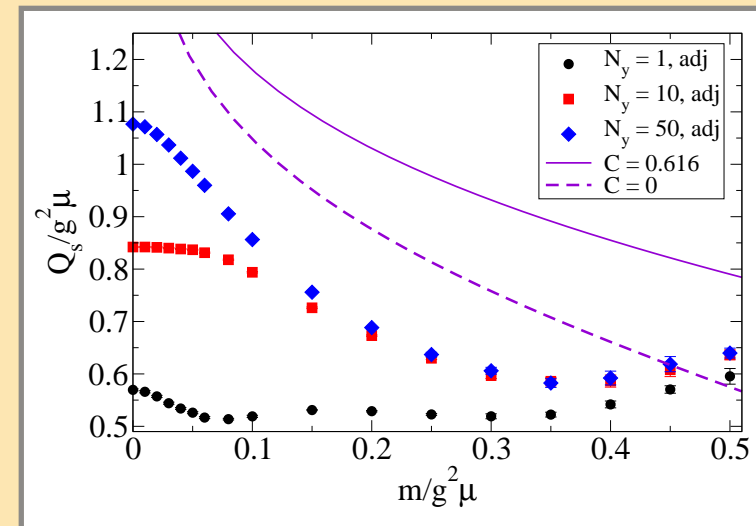 1.2
1.1
1
0.9
0.8
0.7
0.6
0.5
Q_s/g²μ
0
0.1
0.2
0.3
0.4
0.5
m/g²μ
N_y = 1, adj
N_y = 10, adj
N_y = 50, adj
C = 0.616
C = 0